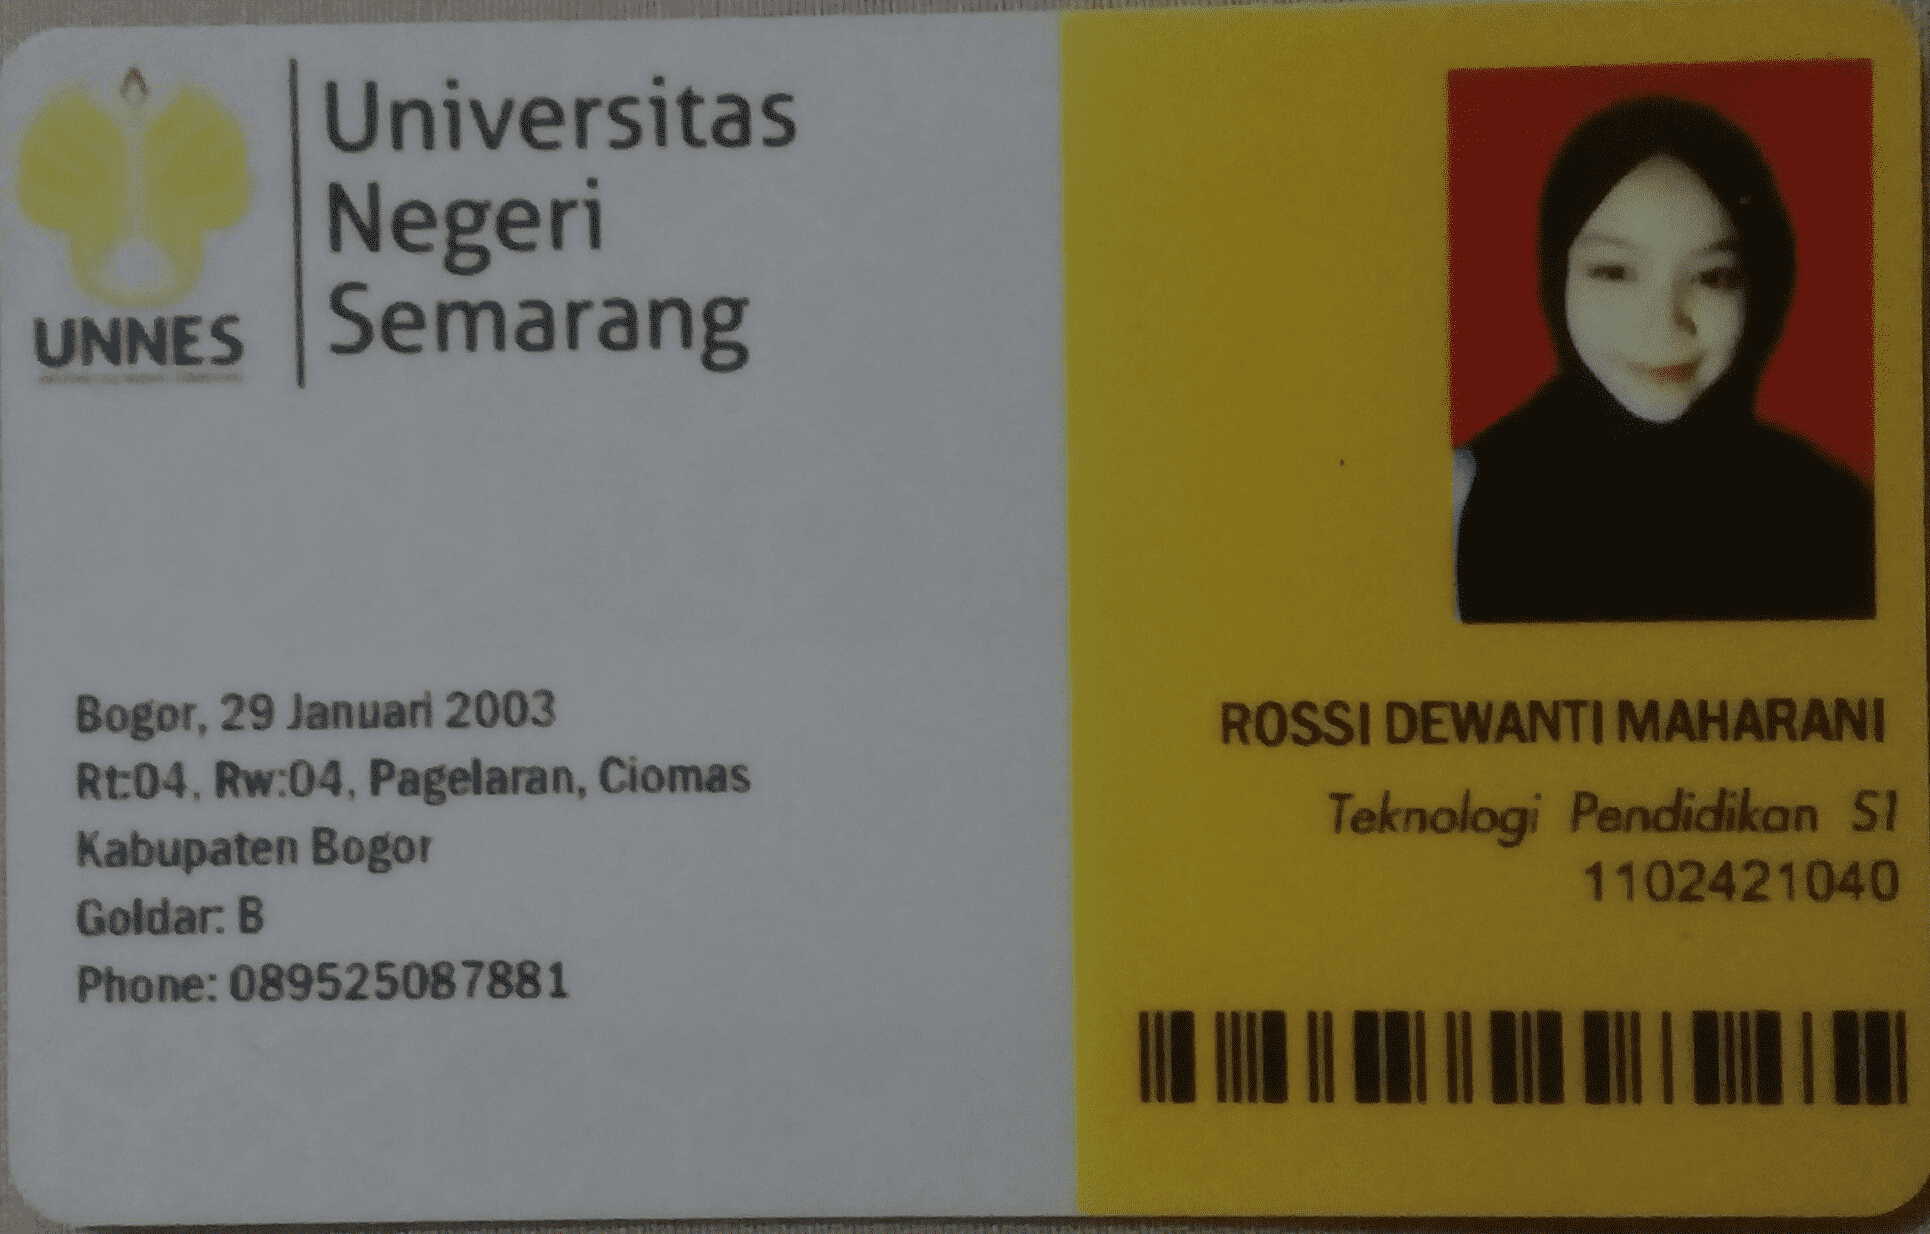 Universitas
Negeri
Semarang
UNNES
Bogor, 29 Januari 2003
Rt:04, Rw:04, Pagelaran, Ciomas
Kabupaten Bogor
Goldar: B
Phone: 089525087881
ROSSI DEWANTI MAHARANI
Teknologi Pendidikan S1
1102421040